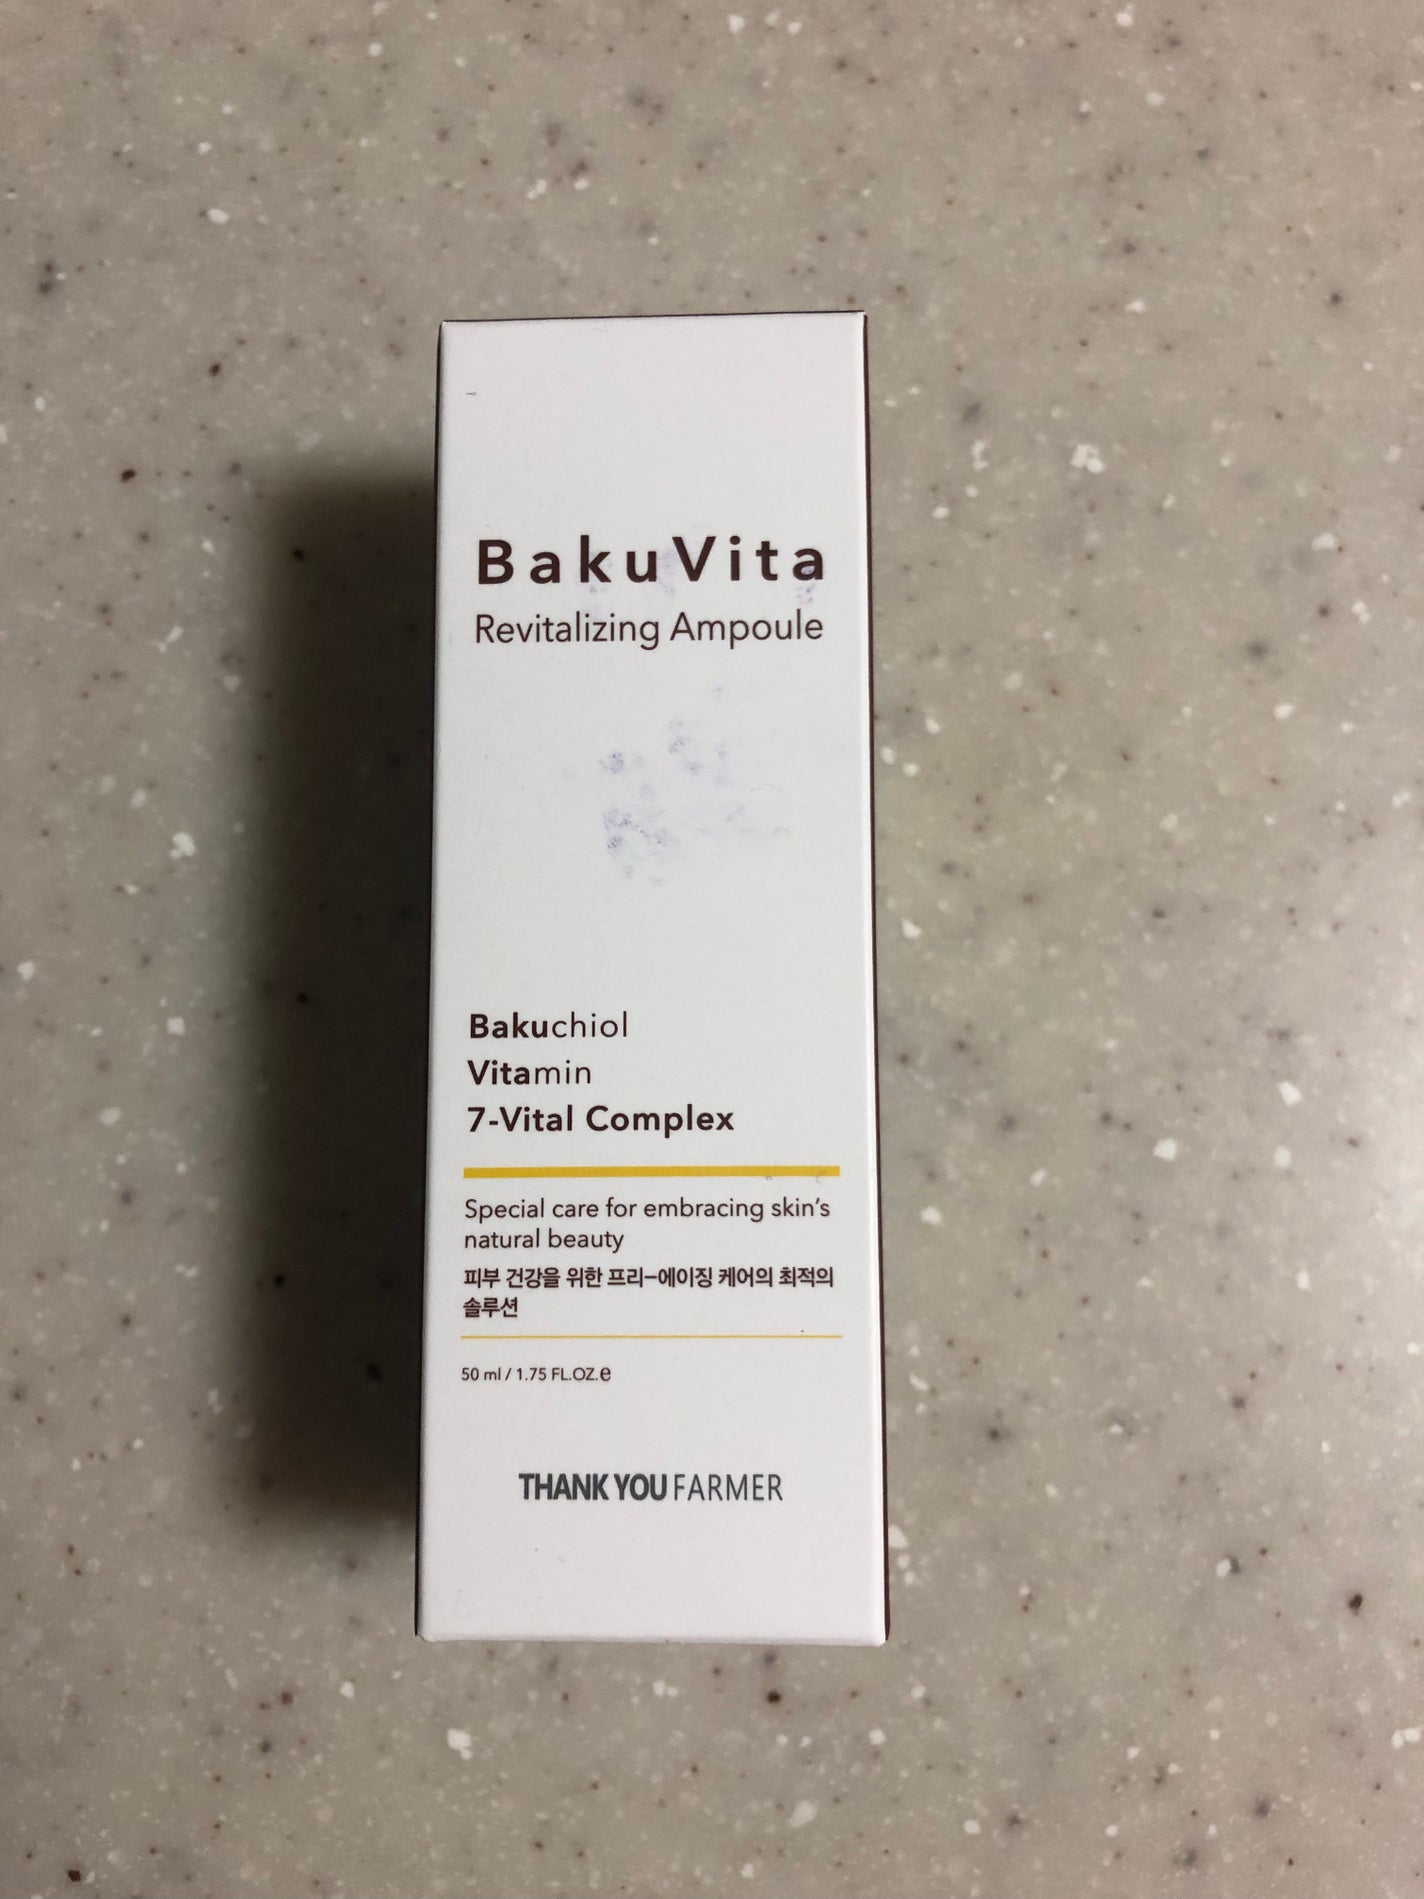 BakuVita
Revitalizing Ampoule
Bakuchiol
Vitamin
7-Vital Complex
Special care for embracing skin's
natural beauty
피부 건강을 위한 프리-에이징 케어의 최적의
솔루션
50 ml / 1.75 FL.OZ.e
THANK YOU FARMER